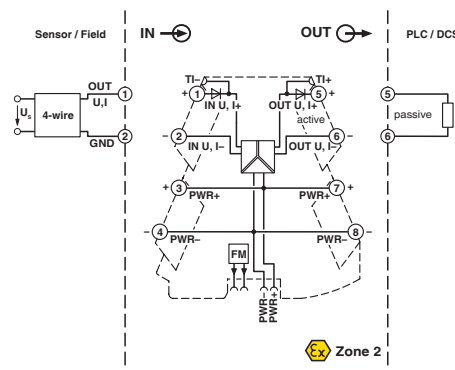 Sensor / Field
IN
OUT
PLC / DCS
OUT
U,I
1
Us
4-wire
2
GND
TI–
+ 1
IN U, I+
TI+
5 +
OUT U, I+
active
– 2
IN U, I–
6 –
OUT U, I–
+ 3
PWR+
7 +
PWR+
– 4
PWR–
8 –
PWR–
FM
PWR–
PWR+
5
passive
6
Ex Zone 2